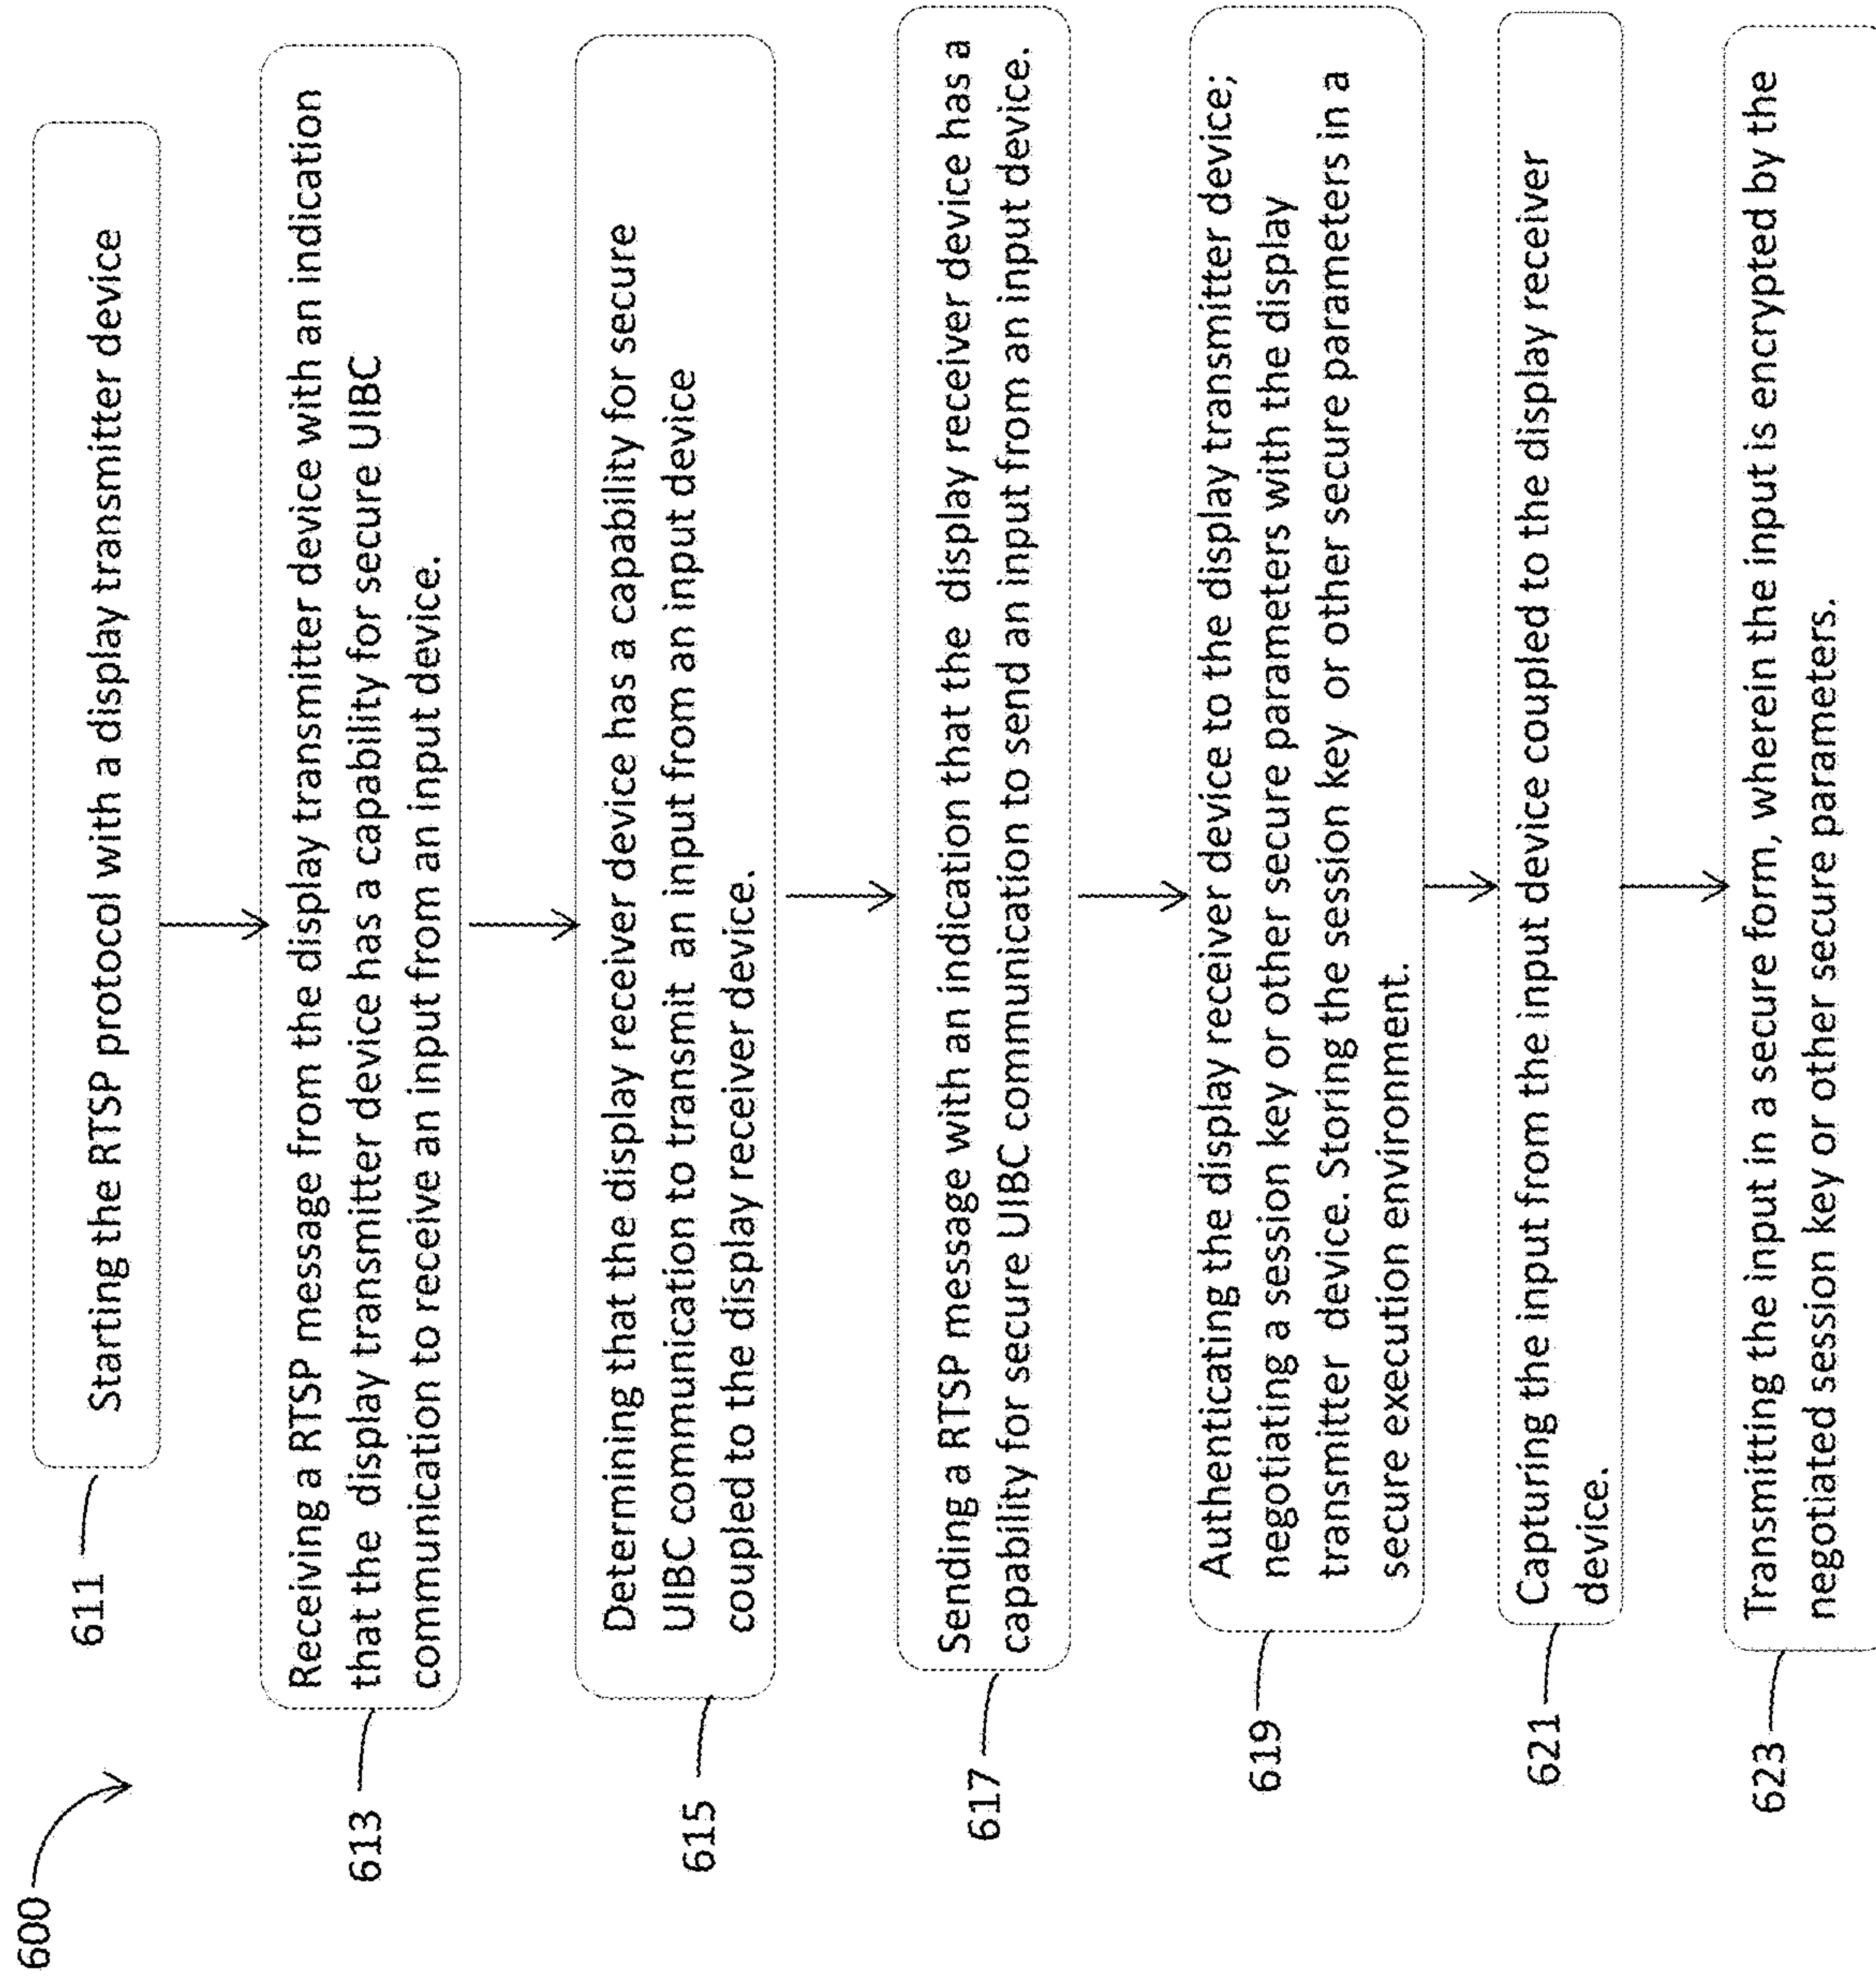 600
611
Starting the RTSP protocol with a display transmitter device
613
Receiving a RTSP message from the display transmitter device with an indication
that the display transmitter device has a capability for secure UIBC
communication to receive an input from an input device.
615
Determining that the display receiver device has a capability for secure
UIBC communication to transmit an input from an input device
coupled to the display receiver device.
617
Sending a RTSP message with an indication that the display receiver device has a
capability for secure UIBC communication to send an input from an input device.
619
Authenticating the display receiver device to the display transmitter device;
negotiating a session key or other secure parameters with the display
transmitter device. Storing the session key or other secure parameters in a
secure execution environment.
621
Capturing the input from the input device coupled to the display receiver
device.
623
Transmitting the input in a secure form, wherein the input is encrypted by the
negotiated session key or other secure parameters.